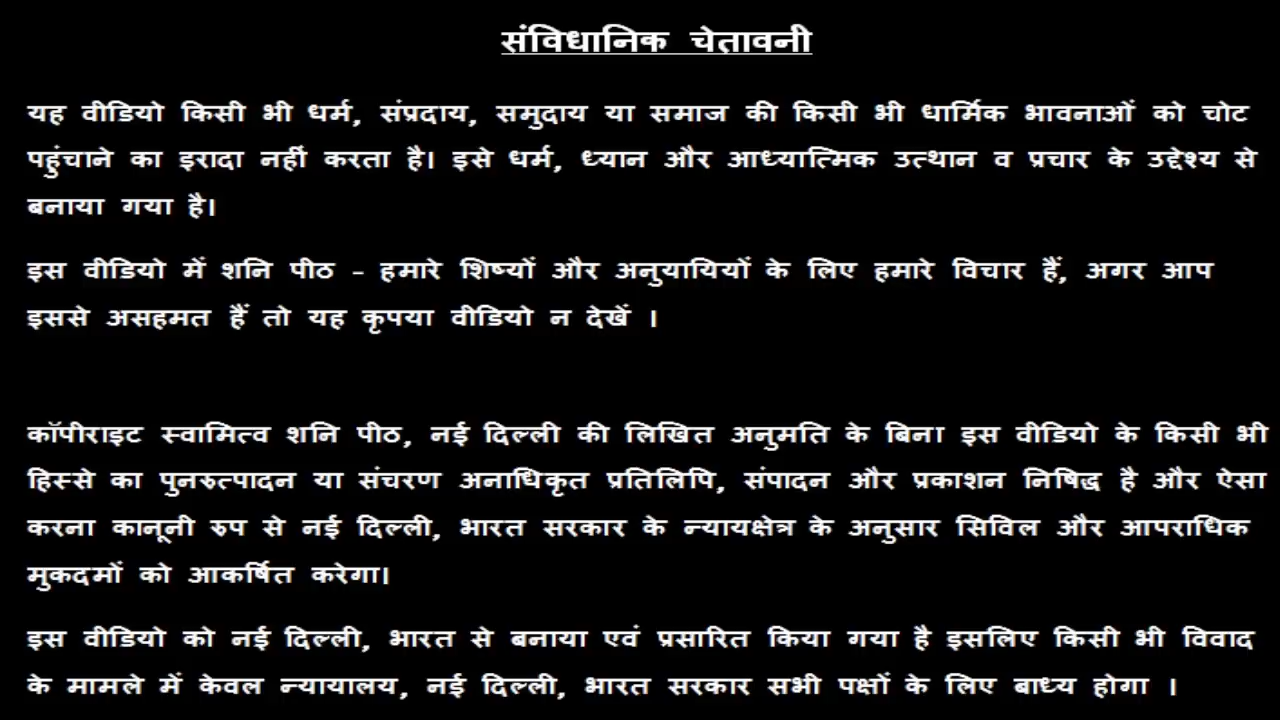 संविधानिक चेतावनी
यह वीडियो किसी भी धर्म, संप्रदाय, समुदाय या समाज की किसी भी धार्मिक भावनाओं को चोट
पहुंचाने का इरादा नहीं करता है। इसे धर्म, ध्यान और आध्यात्मिक उत्थान व प्रचार के उद्देश्य से
बनाया गया है।
इस वीडियो में शनि पीठ – हमारे शिष्यों और अनुयायियों के लिए हमारे विचार हैं, अगर आप
इससे असहमत हैं तो यह कृपया वीडियो न देखें ।
कॉपीराइट स्वामित्व शनि पीठ, नई दिल्ली की लिखित अनुमति के बिना इस वीडियो के किसी भी
हिस्से का पुनरुत्पादन या संचरण अनाधिकृत प्रतिलिपि, संपादन और प्रकाशन निषिद्ध है और ऐसा
करना कानूनी रुप से नई दिल्ली, भारत सरकार के न्यायक्षेत्र के अनुसार सिविल और आपराधिक
मुकदमों को आकर्षित करेगा।
इस वीडियो को नई दिल्ली, भारत से बनाया एवं प्रसारित किया गया है इसलिए किसी भी विवाद
के मामले में केवल न्यायालय, नई दिल्ली, भारत सरकार सभी पक्षों के लिए बाध्य होगा ।